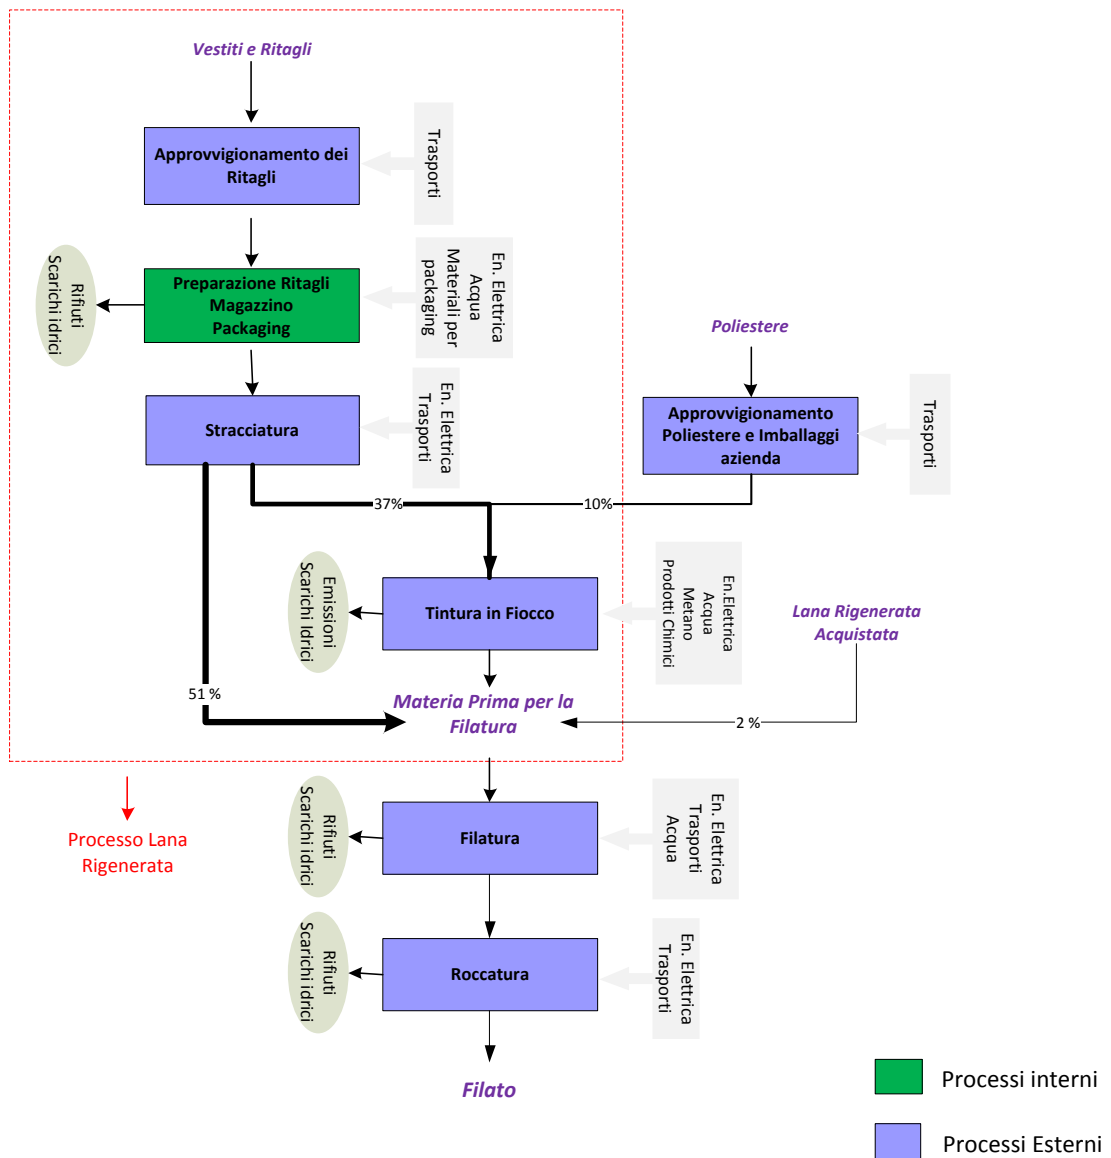 Vestiti e Ritagli
Approvvigionamento dei
Ritagli
Trasporti
Preparazione Ritagli
Magazzino
Packaging
Rifiuti
Scarichi idrici
En. Elettrica
Acqua
Materiali per
packaging
Stracciatura
En. Elettrica
Trasporti
Poliestere
Approvvigionamento
Poliestere e Imballaggi
azienda
Trasporti
37%
10%
Tintura in Fiocco
Emissioni
Scarichi Idrici
En.Elettrica
Acqua
Metano
Prodotti Chimici
Lana Rigenerata
Acquistata
51 %
Materia Prima per la
Filatura
2 %
Processo Lana
Rigenerata
Filatura
Rifiuti
Scarichi idrici
En. Elettrica
Trasporti
Acqua
Roccatura
Rifiuti
Scarichi idrici
En. Elettrica
Trasporti
Filato
Processi interni
Processi Esterni